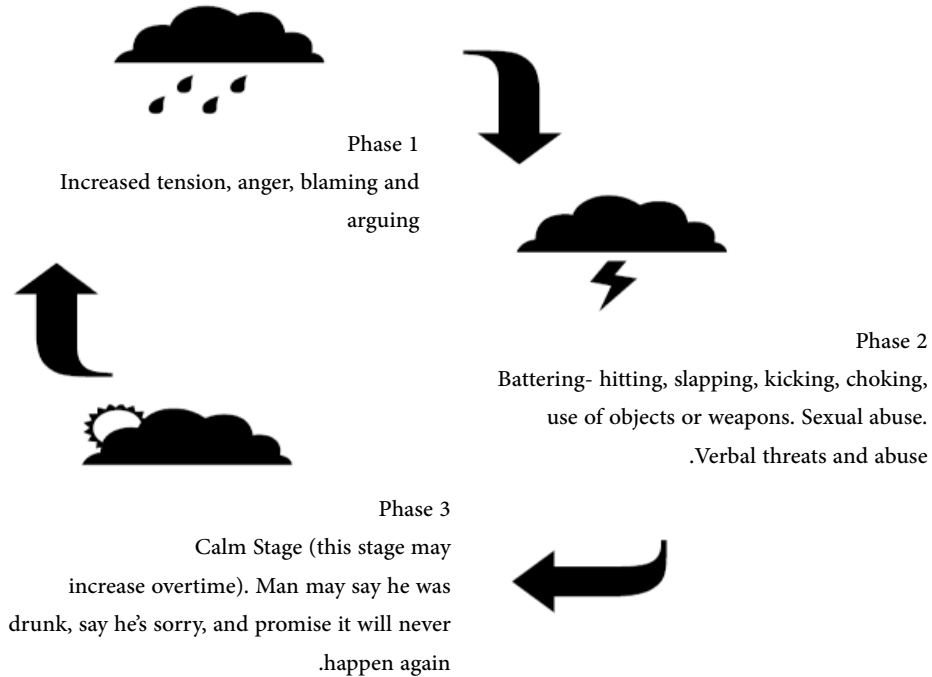 Phase 1
Increased tension, anger, blaming and
arguing
Phase 2
Battering- hitting, slapping, kicking, choking,
use of objects or weapons. Sexual abuse.
.Verbal threats and abuse
Phase 3
Calm Stage (this stage may
increase overtime). Man may say he was
drunk, say he's sorry, and promise it will never
.happen again